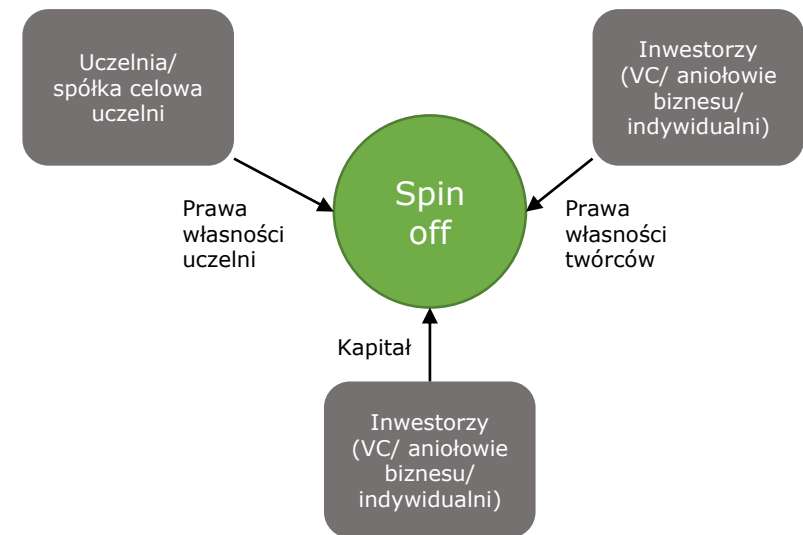 Uczelnia/
spółka celowa
uczelni
Inwestorzy
(VC/ aniołowie
biznesu/
indywidualni)
Spin
off
Prawa
własności
uczelni
Prawa
własności
twórców
Kapitał
Inwestorzy
(VC/ aniołowie
biznesu/
indywidualni)